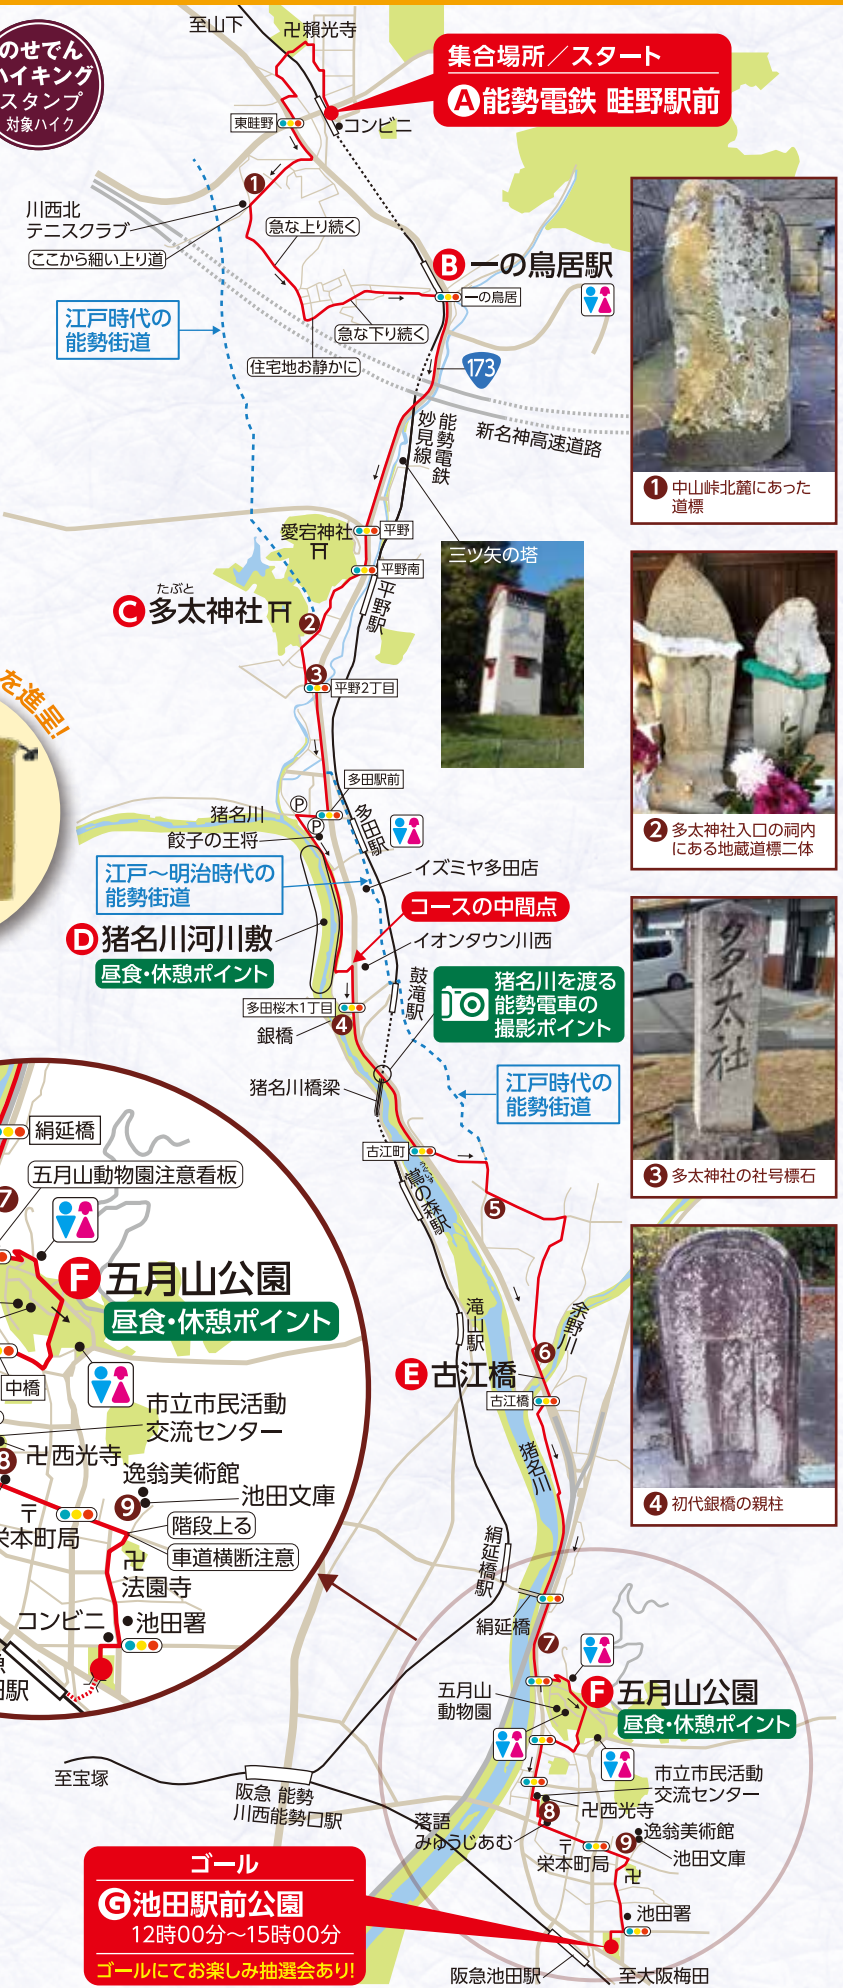 のせでん
ハイキング
スタンプ
対象ハイク
至山下
卍頼光寺
集合場所／スタート
A能勢電鉄 畦野駅前
東畦野
コンビニ
1
川西北
テニスクラブ
ここから細い上り道
急な上り続く
B 一の鳥居駅
一の鳥居
江戸時代の
能勢街道
急な下り続く
住宅地お静かに
173
能勢電鉄
妙見線
新名神高速道路
1 中山峠北麓にあった
道標
愛宕神社
平野
平野南
三ツ矢の塔
たぶと
C 多太神社
平野駅
2
3
平野2丁目
を進呈!
2 多太神社入口の祠内
にある地蔵道標二体
多田駅前
猪名川
P
P
餃子の王将
多田駅
江戸～明治時代の
能勢街道
イズミヤ多田店
コースの中間点
D 猪名川河川敷
昼食・休憩ポイント
イオンタウン川西
鼓滝駅
猪名川を渡る
能勢電車の
撮影ポイント
多田桜木1丁目
4
銀橋
多太社
3 多太神社の社号標石
猪名川橋梁
江戸時代の
能勢街道
古江町
うぐいす
鶯の森駅
5
絹延橋
五月山動物園注意看板
7
F 五月山公園
昼食・休憩ポイント
中橋
市立市民活動
交流センター
卍西光寺
8
逸翁美術館
9
池田文庫
〒
栄本町局
階段上る
車道横断注意
卍
法園寺
コンビニ
池田署
田駅
滝山駅
余野川
6
E 古江橋
古江橋
猪名川
4 初代銀橋の親柱
絹延橋駅
絹延橋
7
五月山
動物園
F 五月山公園
昼食・休憩ポイント
至宝塚
阪急 能勢
川西能勢口駅
市立市民活動
交流センター
8
卍西光寺
落語
みゅうじあむ
〒
栄本町局
9
逸翁美術館
池田文庫
卍
池田署
ゴール
G池田駅前公園
12時00分～15時00分
ゴールにてお楽しみ抽選会あり!
阪急池田駅
至大阪梅田